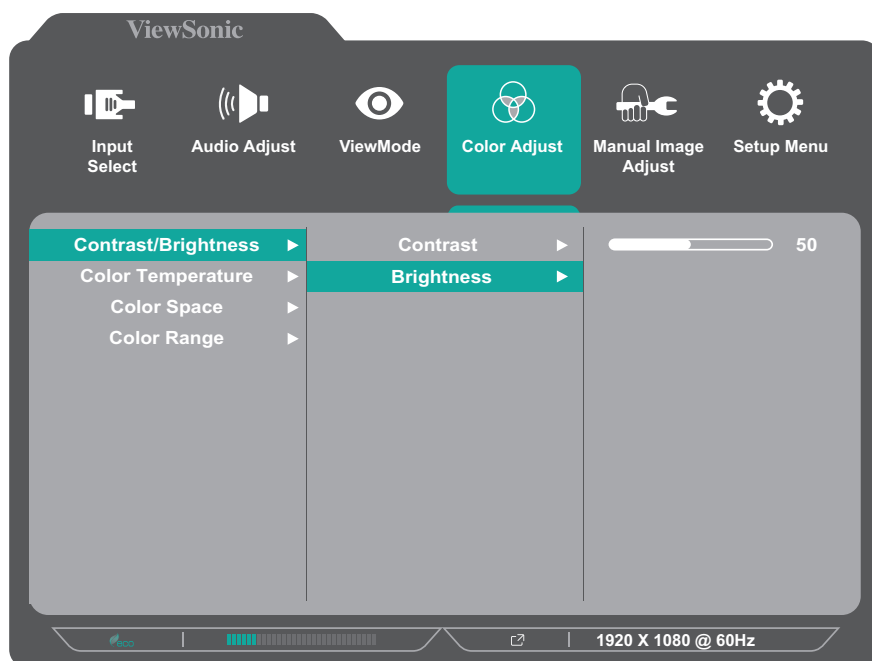 ViewSonic
Input
Select
Audio Adjust
ViewMode
Color Adjust
Manual Image
Adjust
Setup Menu
Contrast/Brightness
Color Temperature
Color Space
Color Range
Contrast
Brightness
50
eco
1920 X 1080 @ 60Hz